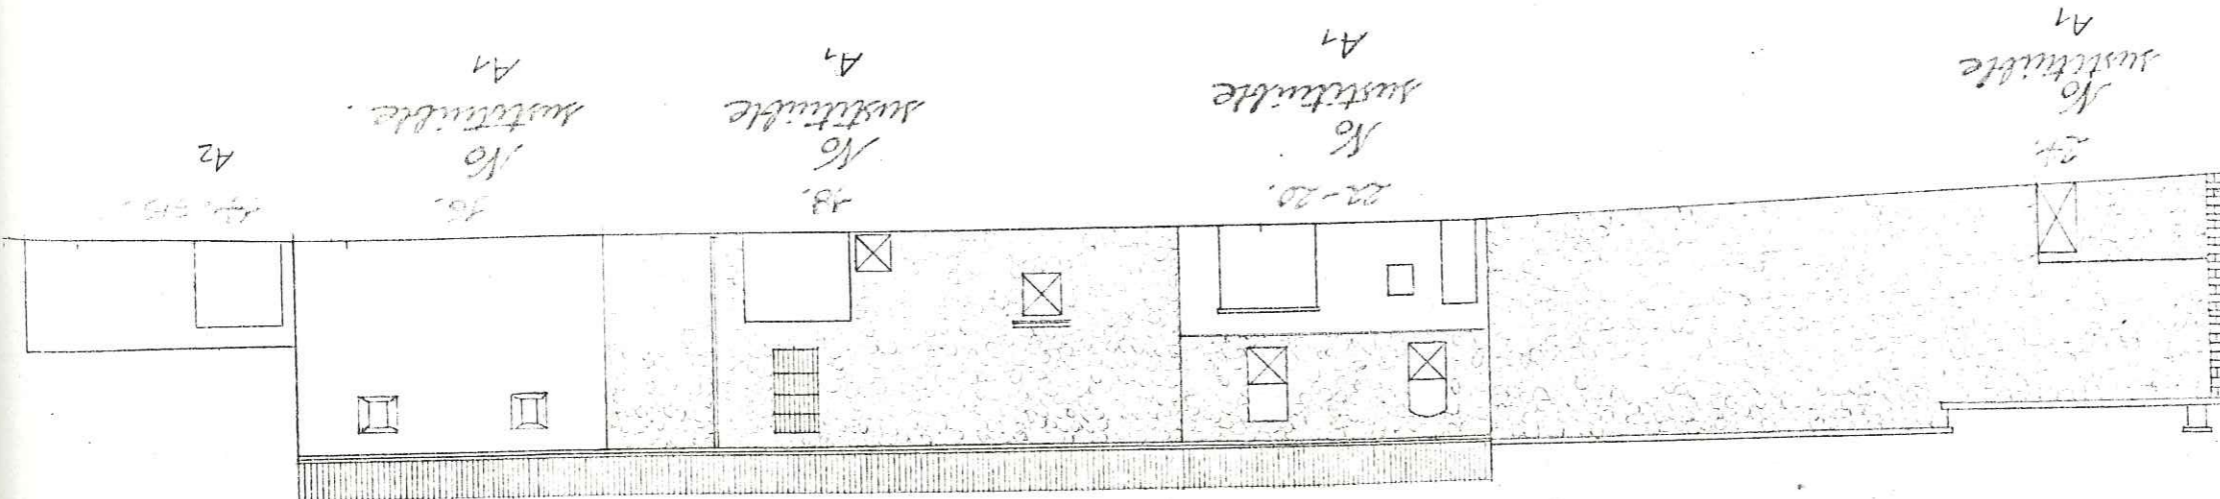 24.
No
sustituible
A1
22-20.
No
sustituible
A1
18.
No
sustituible
A1
16.
No
sustituible.
A1
A2